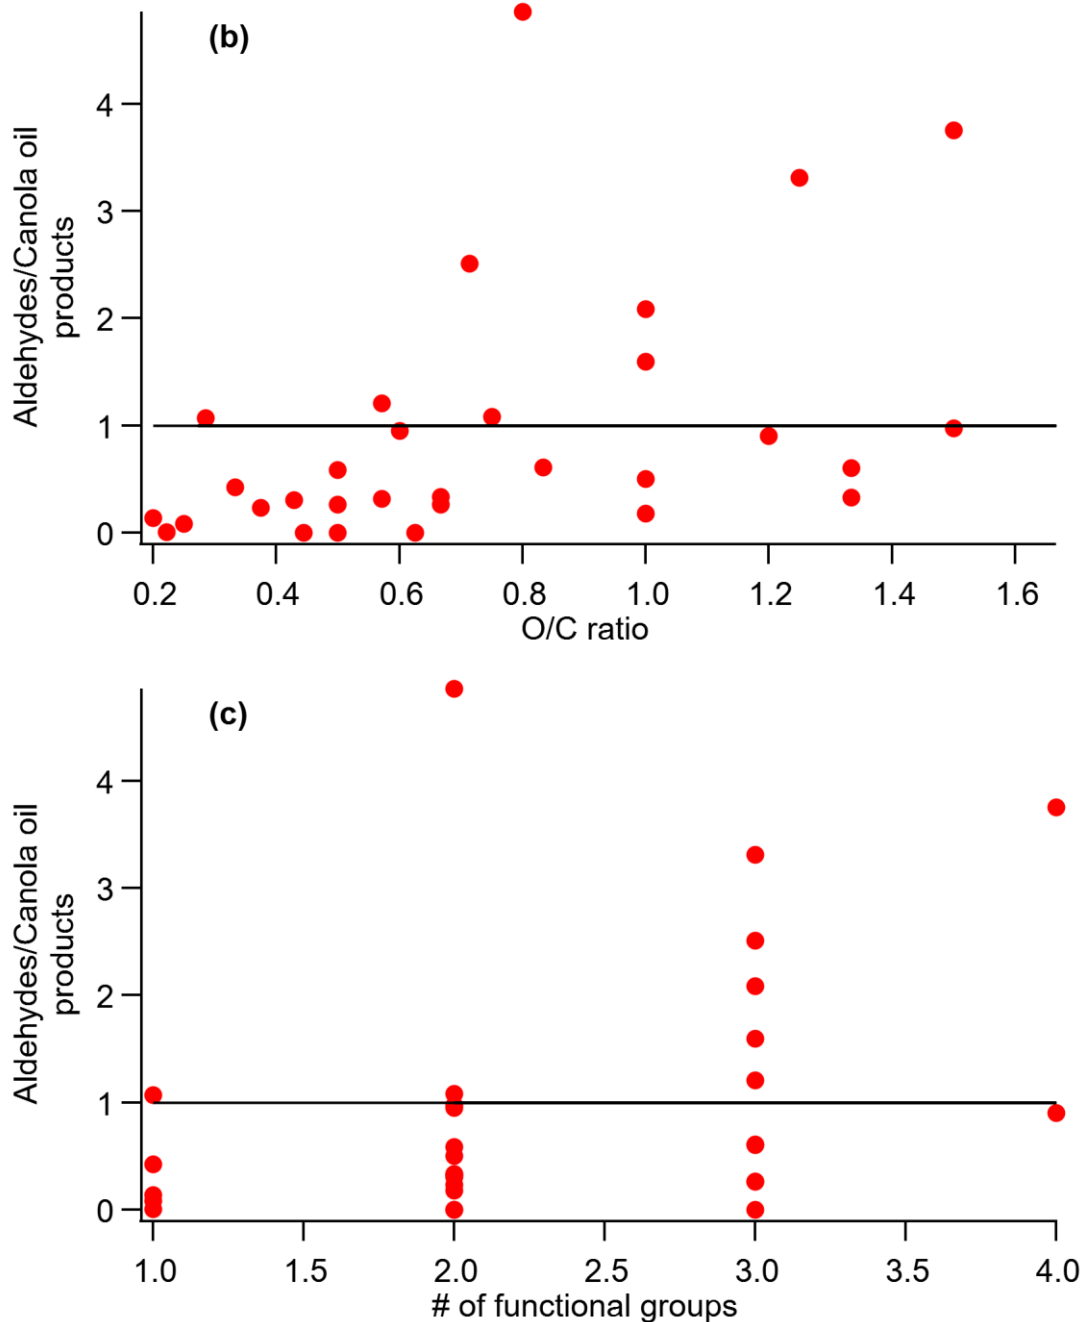 (b)
Aldehydes/Canola oil
products
4
3
2
1
0
0.2 0.4 0.6 0.8 1.0 1.2 1.4 1.6
O/C ratio
(c)
Aldehydes/Canola oil
products
4
3
2
1
0
1.0 1.5 2.0 2.5 3.0 3.5 4.0
# of functional groups